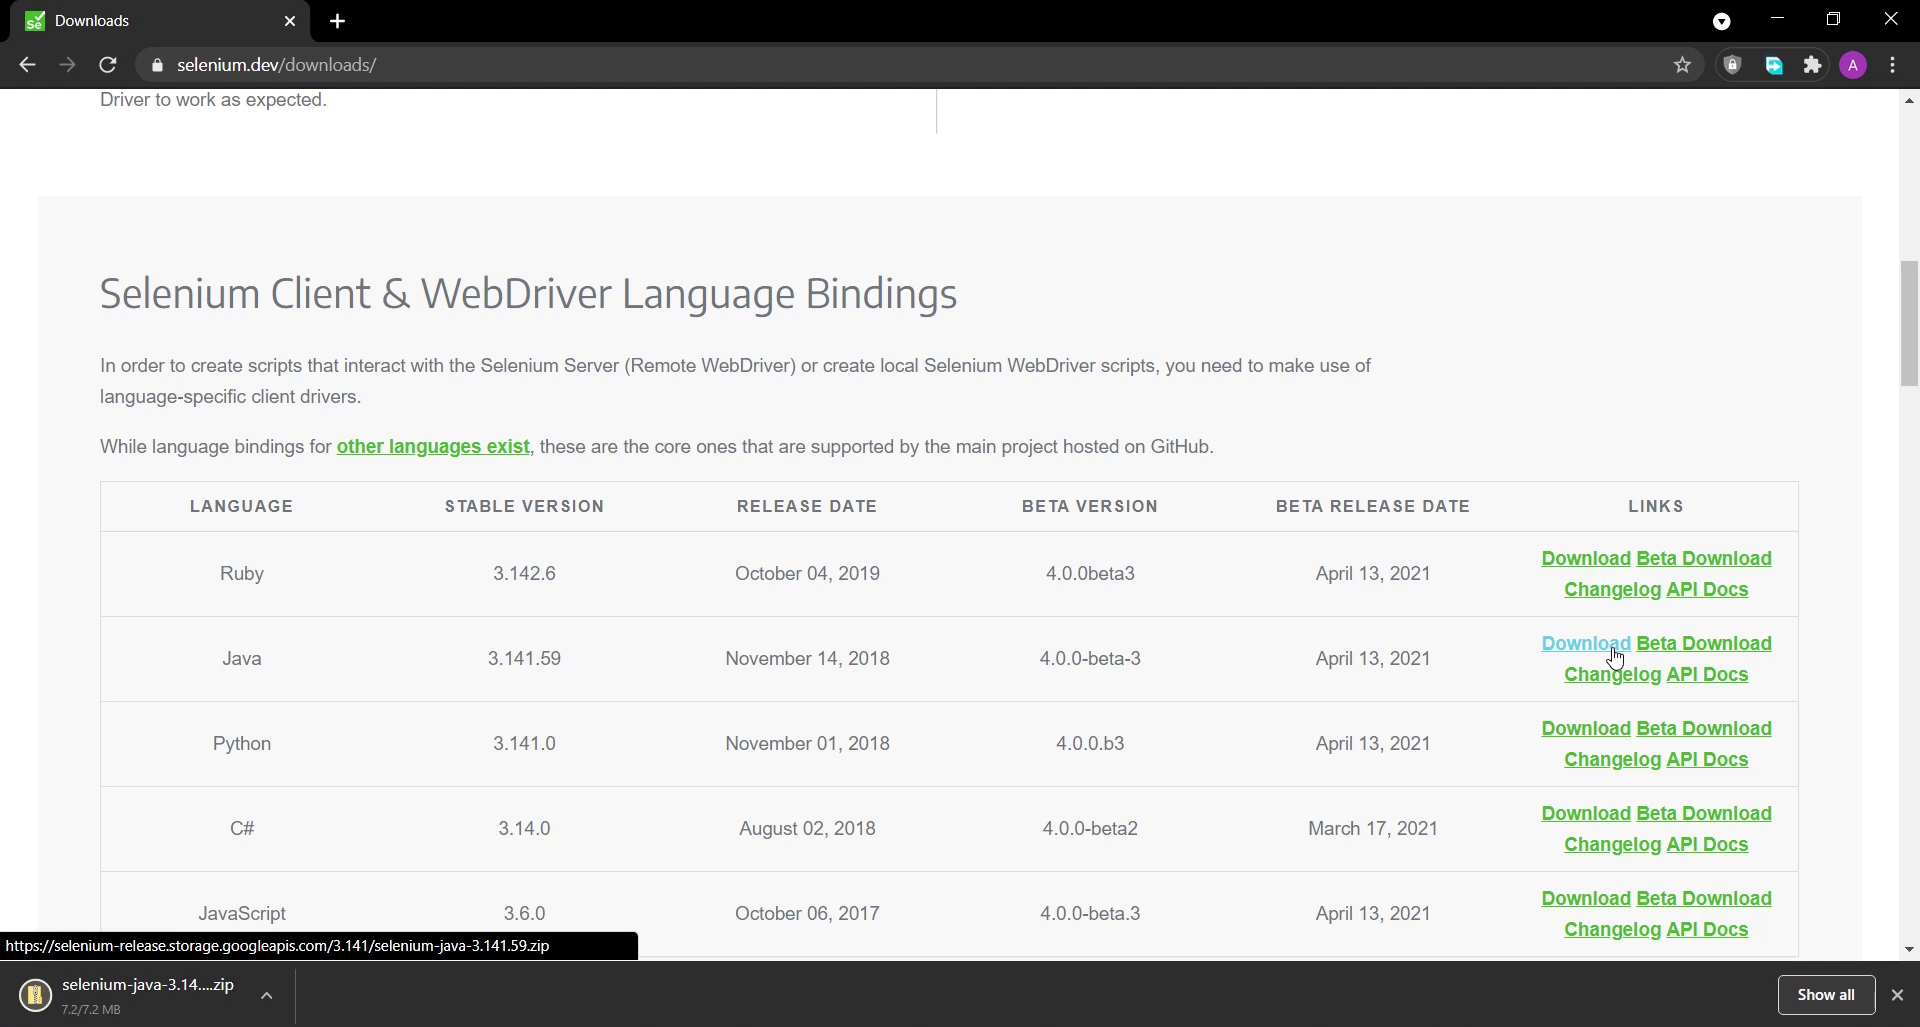 Downloads
selenium.dev/downloads/
A
Driver to work as expected.
Selenium Client & WebDriver Language Bindings
In order to create scripts that interact with the Selenium Server (Remote WebDriver) or create local Selenium WebDriver scripts, you need to make use of
language-specific client drivers.
While language bindings for other languages exist, these are the core ones that are supported by the main project hosted on GitHub.
LANGUAGE STABLE VERSION RELEASE DATE BETA VERSION BETA RELEASE DATE LINKS
Ruby 3.142.6 October 04, 2019 4.0.0beta3 April 13, 2021 Download Beta Download
Changelog API Docs
Java 3.141.59 November 14, 2018 4.0.0-beta-3 April 13, 2021 Download Beta Download
Changelog API Docs
Python 3.141.0 November 01, 2018 4.0.0.b3 April 13, 2021 Download Beta Download
Changelog API Docs
C# 3.14.0 August 02, 2018 4.0.0-beta2 March 17, 2021 Download Beta Download
Changelog API Docs
JavaScript 3.6.0 October 06, 2017 4.0.0-beta.3 April 13, 2021 Download Beta Download
Changelog API Docs
https://selenium-release.storage.googleapis.com/3.141/selenium-java-3.141.59.zip
selenium-java-3.14....zip
7.2/7.2 MB
Show all